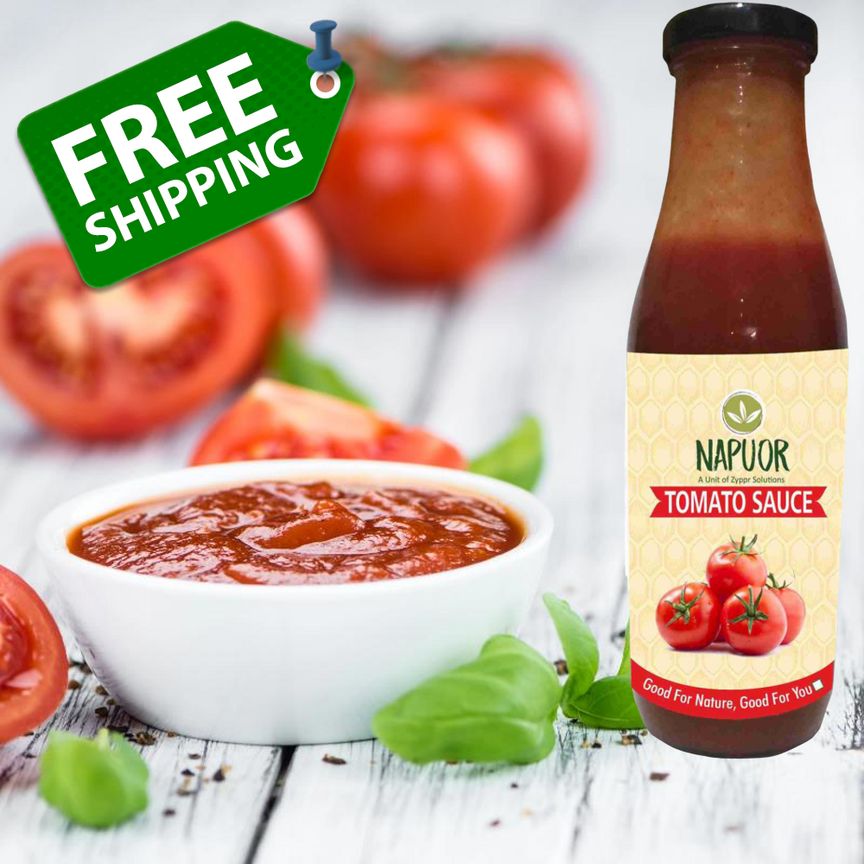 FREE
SHIPPING
NAPUOR
A Unit of Zyppr Solutions
TOMATO SAUCE
Good For Nature, Good For You